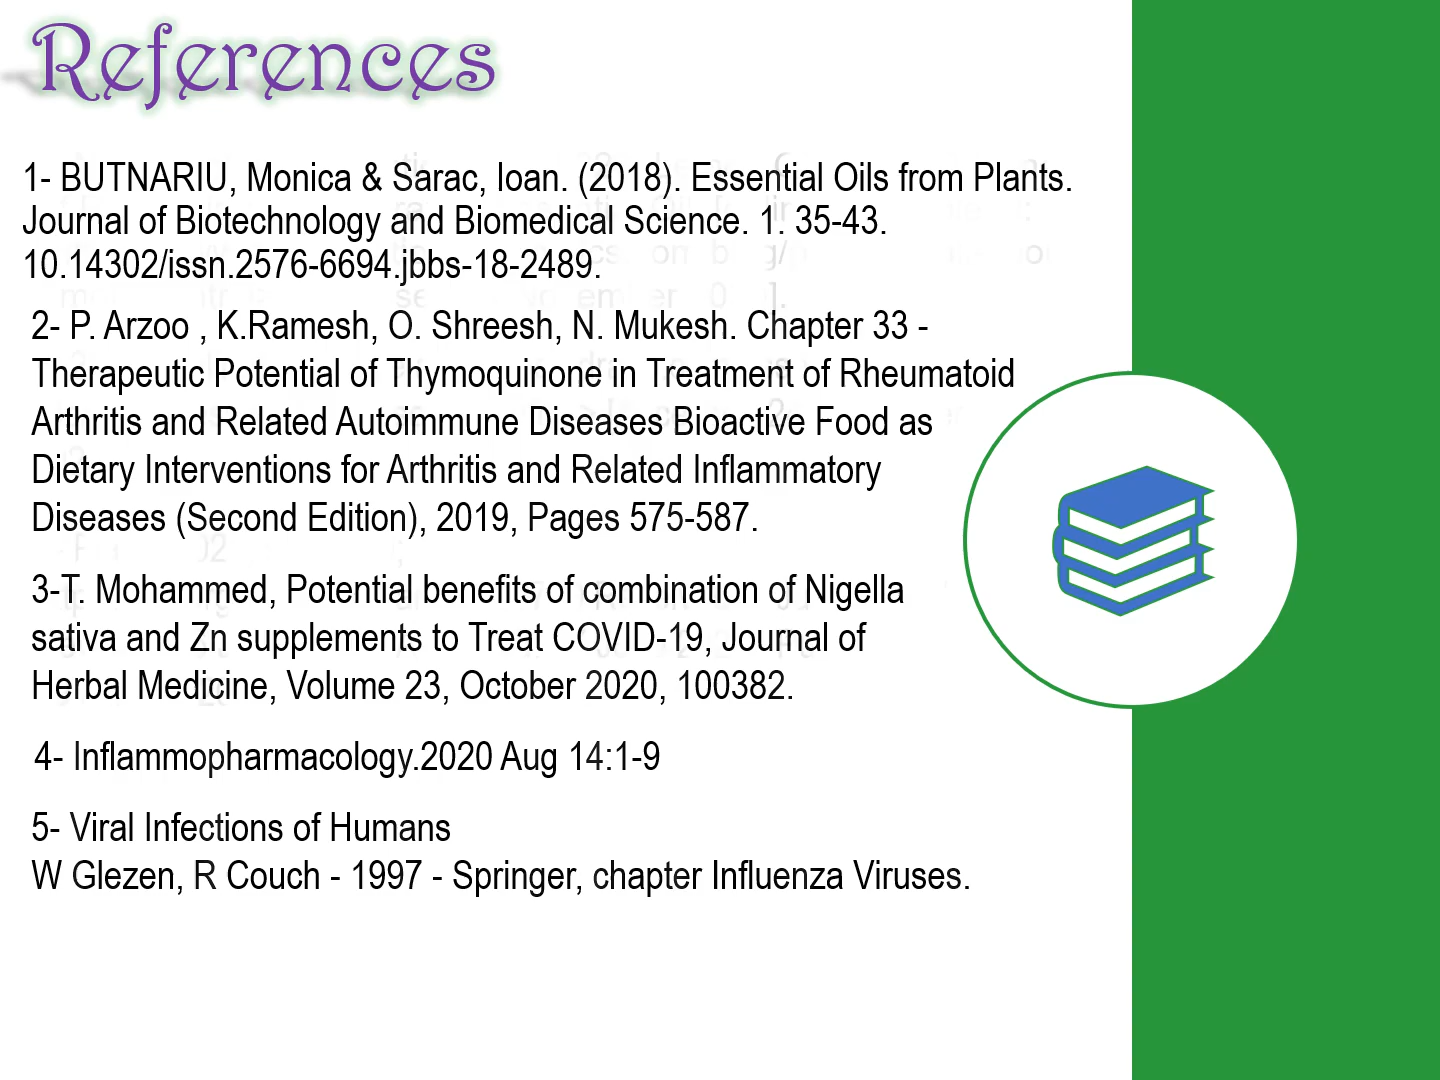 References
1- BUTNARIU, Monica & Sarac, Ioan. (2018). Essential Oils from Plants.
Journal of Biotechnology and Biomedical Science. 1. 35-43.
10.14302/issn.2576-6694.jbbs-18-2489.
2- P. Arzoo , K.Ramesh, O. Shreesh, N. Mukesh. Chapter 33 -
Therapeutic Potential of Thymoquinone in Treatment of Rheumatoid
Arthritis and Related Autoimmune Diseases Bioactive Food as
Dietary Interventions for Arthritis and Related Inflammatory
Diseases (Second Edition), 2019, Pages 575-587.
3-T. Mohammed, Potential benefits of combination of Nigella
sativa and Zn supplements to Treat COVID-19, Journal of
Herbal Medicine, Volume 23, October 2020, 100382.
4- Inflammopharmacology.2020 Aug 14:1-9
5- Viral Infections of Humans
W Glezen, R Couch - 1997 - Springer, chapter Influenza Viruses.